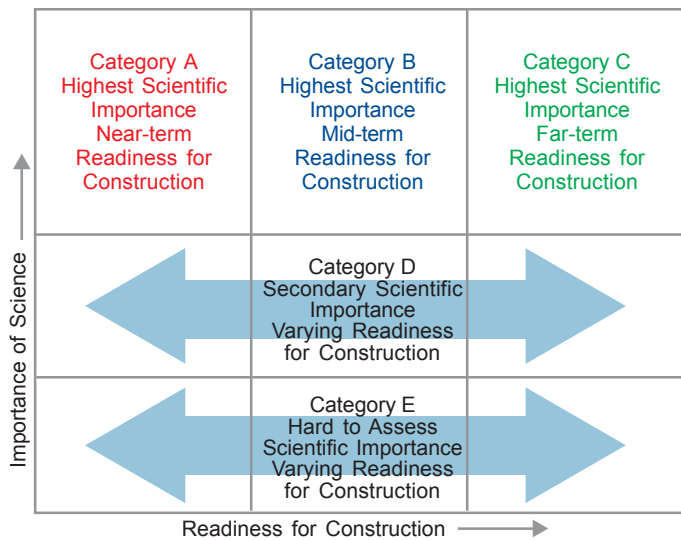 Category A
Highest Scientific
Importance
Near-term
Readiness for
Construction
Category B
Highest Scientific
Importance
Mid-term
Readiness for
Construction
Category C
Highest Scientific
Importance
Far-term
Readiness for
Construction
Importance of Science
Category D
Secondary Scientific
Importance
Varying Readiness
for Construction
Category E
Hard to Assess
Scientific Importance
Varying Readiness
for Construction
Readiness for Construction